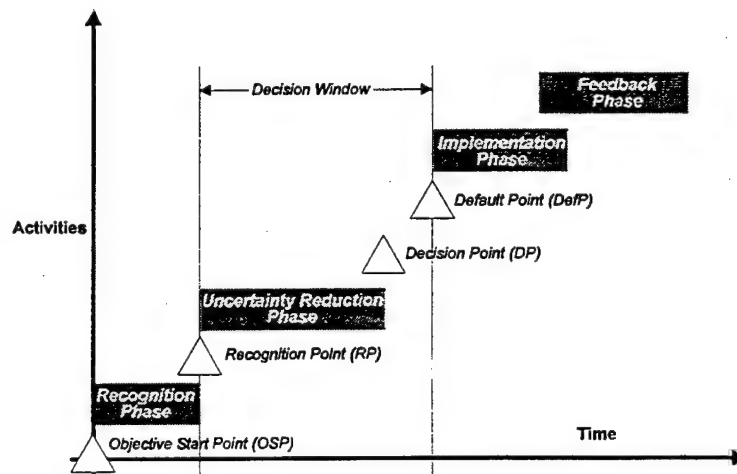 Decision Window
Feedback
Phase
Implementation
Phase
Default Point (DefP)
Activities
Decision Point (DP)
Uncertainty Reduction
Phase
Recognition Point (RP)
Recognition
Phase
Objective Start Point (OSP)
Time